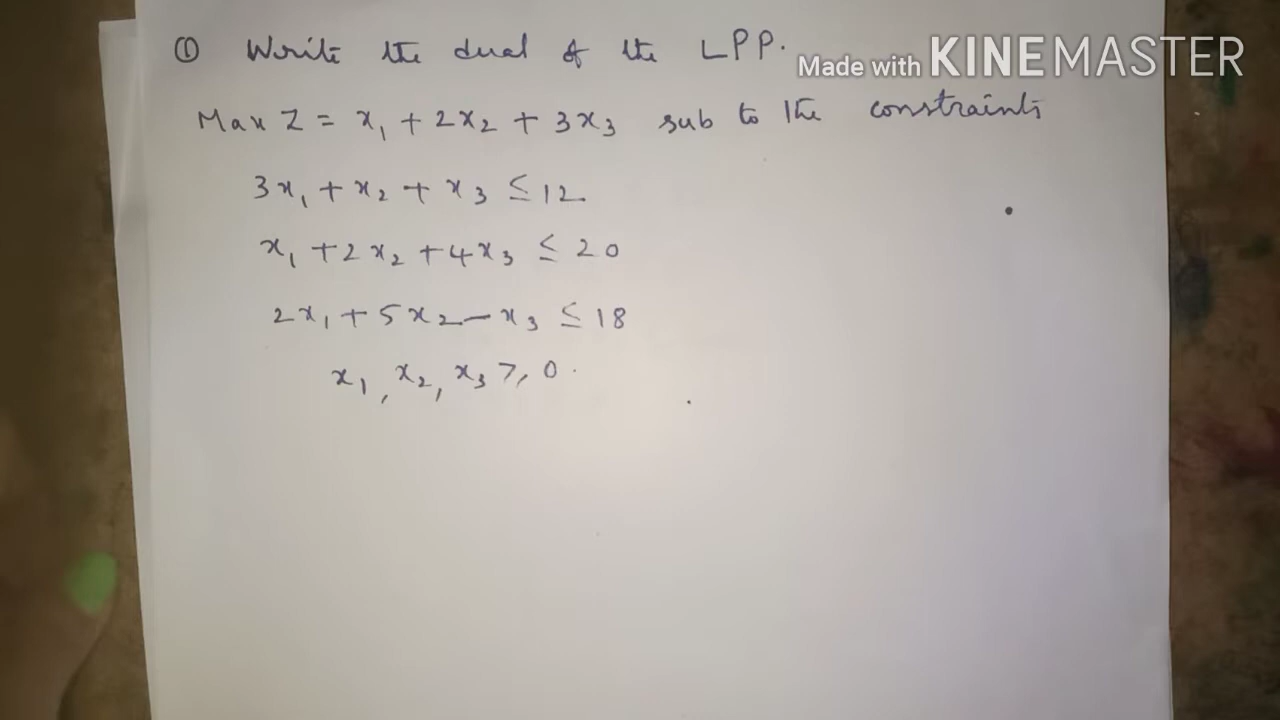 ① Write the dual of the LPP.
Made with KINEMASTER
Max Z = x₁ + 2x₂ + 3x₃ sub to the constraints
3x₁ + x₂ + x₃ ≤ 12
x₁ + 2x₂ + 4x₃ ≤ 20
2x₁ + 5x₂ - x₃ ≤ 18
x₁, x₂, x₃ ≥ 0.